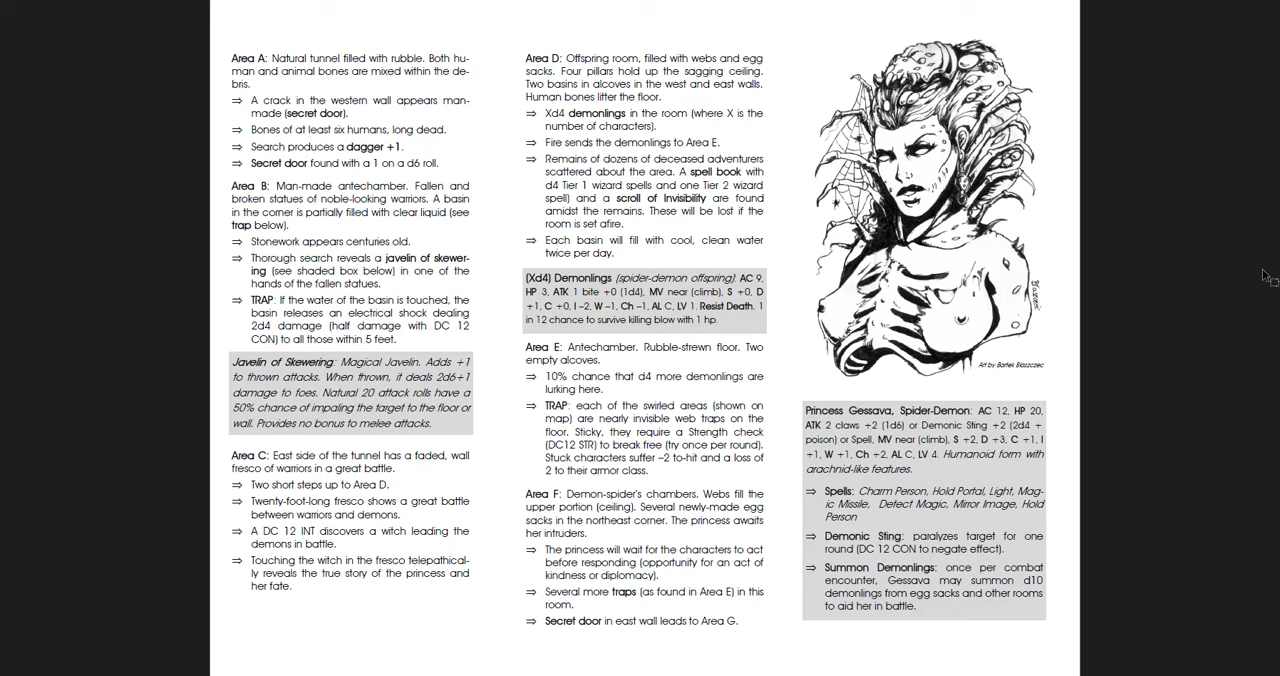 Area A: Natural tunnel filled with rubble. Both hu-
man and animal bones are mixed within the de-
bris.
⇒ A crack in the western wall appears man-
made (secret door).
⇒ Bones of at least six humans, long dead.
⇒ Search produces a dagger +1.
⇒ Secret door found with a 1 on a d6 roll.
Area B: Man-made antechamber. Fallen and
broken statues of noble-looking warriors. A basin
in the corner is partially filled with clear liquid (see
trap below).
⇒ Stonework appears centuries old.
⇒ Thorough search reveals a javelin of skewer-
ing (see shaded box below) in one of the
hands of the fallen statues.
⇒ TRAP: If the water of the basin is touched, the
basin releases an electrical shock dealing
2d4 damage (half damage with DC 12
CON) to all those within 5 feet.
Javelin of Skewering: Magical Javelin. Adds +1
to thrown attacks. When thrown, it deals 2d6+1
damage to foes. Natural 20 attack rolls have a
50% chance of impaling the target to the floor or
wall. Provides no bonus to melee attacks.
Area C: East side of the tunnel has a faded, wall
fresco of warriors in a great battle.
⇒ Two short steps up to Area D.
⇒ Twenty-foot-long fresco shows a great battle
between warriors and demons.
⇒ A DC 12 INT discovers a witch leading the
demons in battle.
⇒ Touching the witch in the fresco telepathical-
ly reveals the true story of the princess and
her fate.
Area D: Offspring room, filled with webs and egg
sacks. Four pillars hold up the sagging ceiling.
Two basins in alcoves in the west and east walls.
Human bones litter the floor.
⇒ Xd4 demonlings in the room (where X is the
number of characters).
⇒ Fire sends the demonlings to Area E.
⇒ Remains of dozens of deceased adventurers
scattered about the area. A spell book with
d4 Tier 1 wizard spells and one Tier 2 wizard
spell) and a scroll of Invisibility are found
amidst the remains. These will be lost if the
room is set afire.
⇒ Each basin will fill with cool, clean water
twice per day.
(Xd4) Demonlings (spider-demon offspring): AC 9,
HP 3, ATK 1 bite +0 (1d4), MV near (climb), S +0, D
+1, C +0, I –2, W –1, Ch –1, AL C, LV 1. Resist Death. 1
in 12 chance to survive killing blow with 1 hp.
Area E: Antechamber. Rubble-strewn floor. Two
empty alcoves.
⇒ 10% chance that d4 more demonlings are
lurking here.
⇒ TRAP: each of the swirled areas (shown on
map) are nearly invisible web traps on the
floor. Sticky, they require a Strength check
(DC12 STR) to break free (try once per round).
Stuck characters suffer –2 to-hit and a loss of
2 to their armor class.
Area F: Demon-spider's chambers. Webs fill the
upper portion (ceiling). Several newly-made egg
sacks in the northeast corner. The princess awaits
her intruders.
⇒ The princess will wait for the characters to act
before responding (opportunity for an act of
kindness or diplomacy).
⇒ Several more traps (as found in Area E) in this
room.
⇒ Secret door in east wall leads to Area G.
Art by Bartek Blaszczec
Princess Gessava, Spider-Demon: AC 12, HP 20,
ATK 2 claws +2 (1d6) or Demonic Sting +2 (2d4 +
poison) or Spell, MV near (climb), S +2, D +3, C +1, I
+1, W +1, Ch +2, AL C, LV 4. Humanoid form with
arachnid-like features.
⇒ Spells: Charm Person, Hold Portal, Light, Mag-
ic Missile, Detect Magic, Mirror Image, Hold
Person
⇒ Demonic Sting: paralyzes target for one
round (DC 12 CON to negate effect).
⇒ Summon Demonlings: once per combat
encounter, Gessava may summon d10
demonlings from egg sacks and other rooms
to aid her in battle.